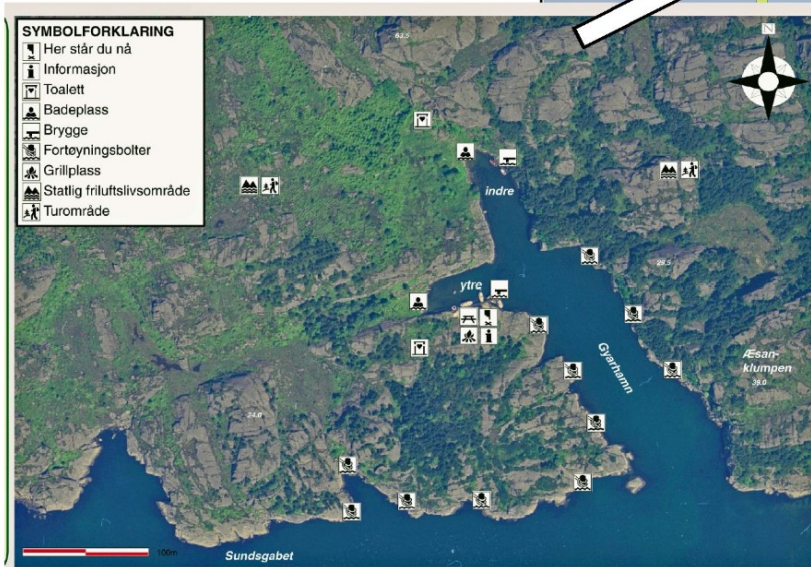 SYMBOLFORKLARING
Her står du nå
Informasjon
Toalett
Badeplass
Brygge
Fortøyningsbolter
Grillplass
Statlig friluftslivsområde
Turområde
63.5
N
indre
ytre
29.5
Gyarhamn
Æsan-
klumpen
39.0
24.0
100m
Sundsgabet